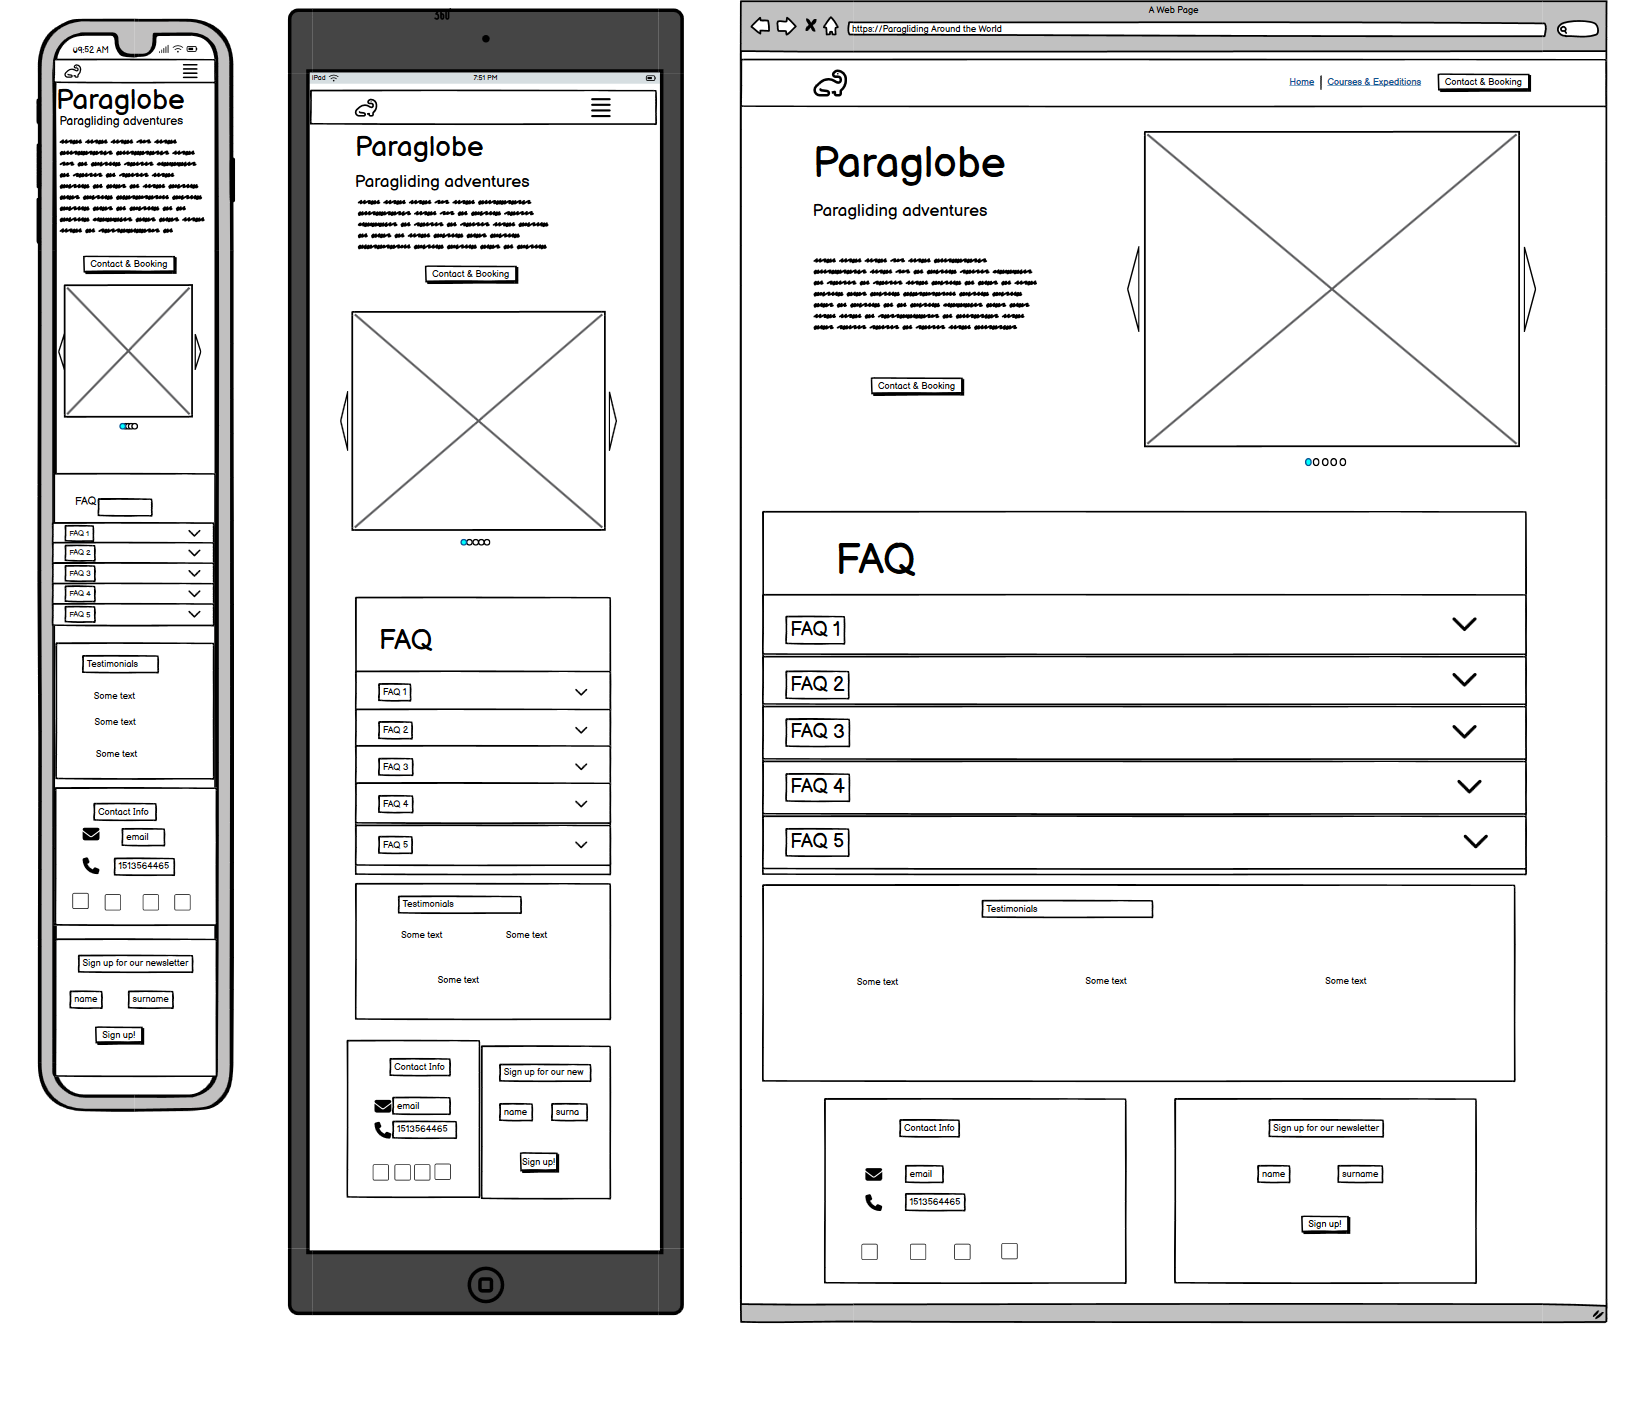 09:52 AM
Paraglobe
Paragliding adventures
Contact & Booking
FAQ
FAQ 1
FAQ 2
FAQ 3
FAQ 4
FAQ 5
Testimonials
Some text
Some text
Some text
Contact Info
email
1513564465
Sign up for our newsletter
name surname
Sign up!
360
iPad 7:51 PM
Paraglobe
Paragliding adventures
Contact & Booking
FAQ
FAQ 1
FAQ 2
FAQ 3
FAQ 4
FAQ 5
Testimonials
Some text Some text
Some text
Contact Info
email
1513564465
Sign up for our new
name surna
Sign up!
A Web Page
https://Paragliding Around the World
Home Courses & Expeditions Contact & Booking
Paraglobe
Paragliding adventures
Contact & Booking
FAQ
FAQ 1
FAQ 2
FAQ 3
FAQ 4
FAQ 5
Testimonials
Some text Some text Some text
Contact Info
email
1513564465
Sign up for our newsletter
name surname
Sign up!